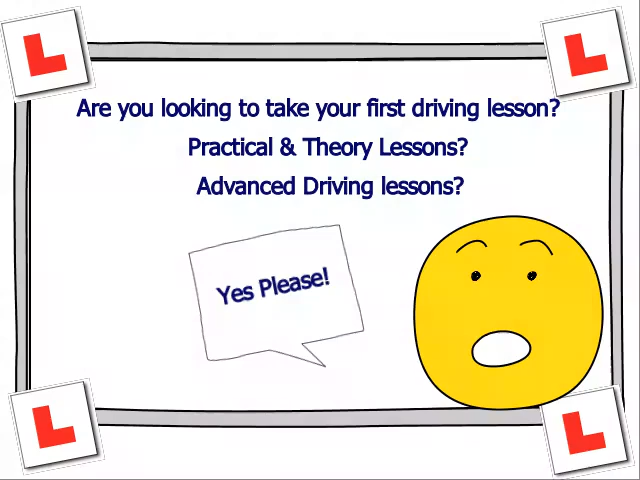 L L
Are you looking to take your first driving lesson?
Practical & Theory Lessons?
Advanced Driving lessons?
Yes Please!
L L